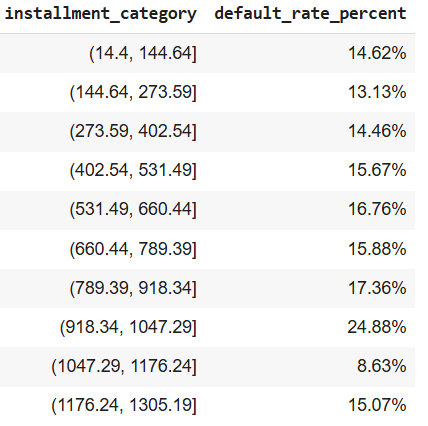 installment_category default_rate_percent
(14.4, 144.64] 14.62%
(144.64, 273.59] 13.13%
(273.59, 402.54] 14.46%
(402.54, 531.49] 15.67%
(531.49, 660.44] 16.76%
(660.44, 789.39] 15.88%
(789.39, 918.34] 17.36%
(918.34, 1047.29] 24.88%
(1047.29, 1176.24] 8.63%
(1176.24, 1305.19] 15.07%